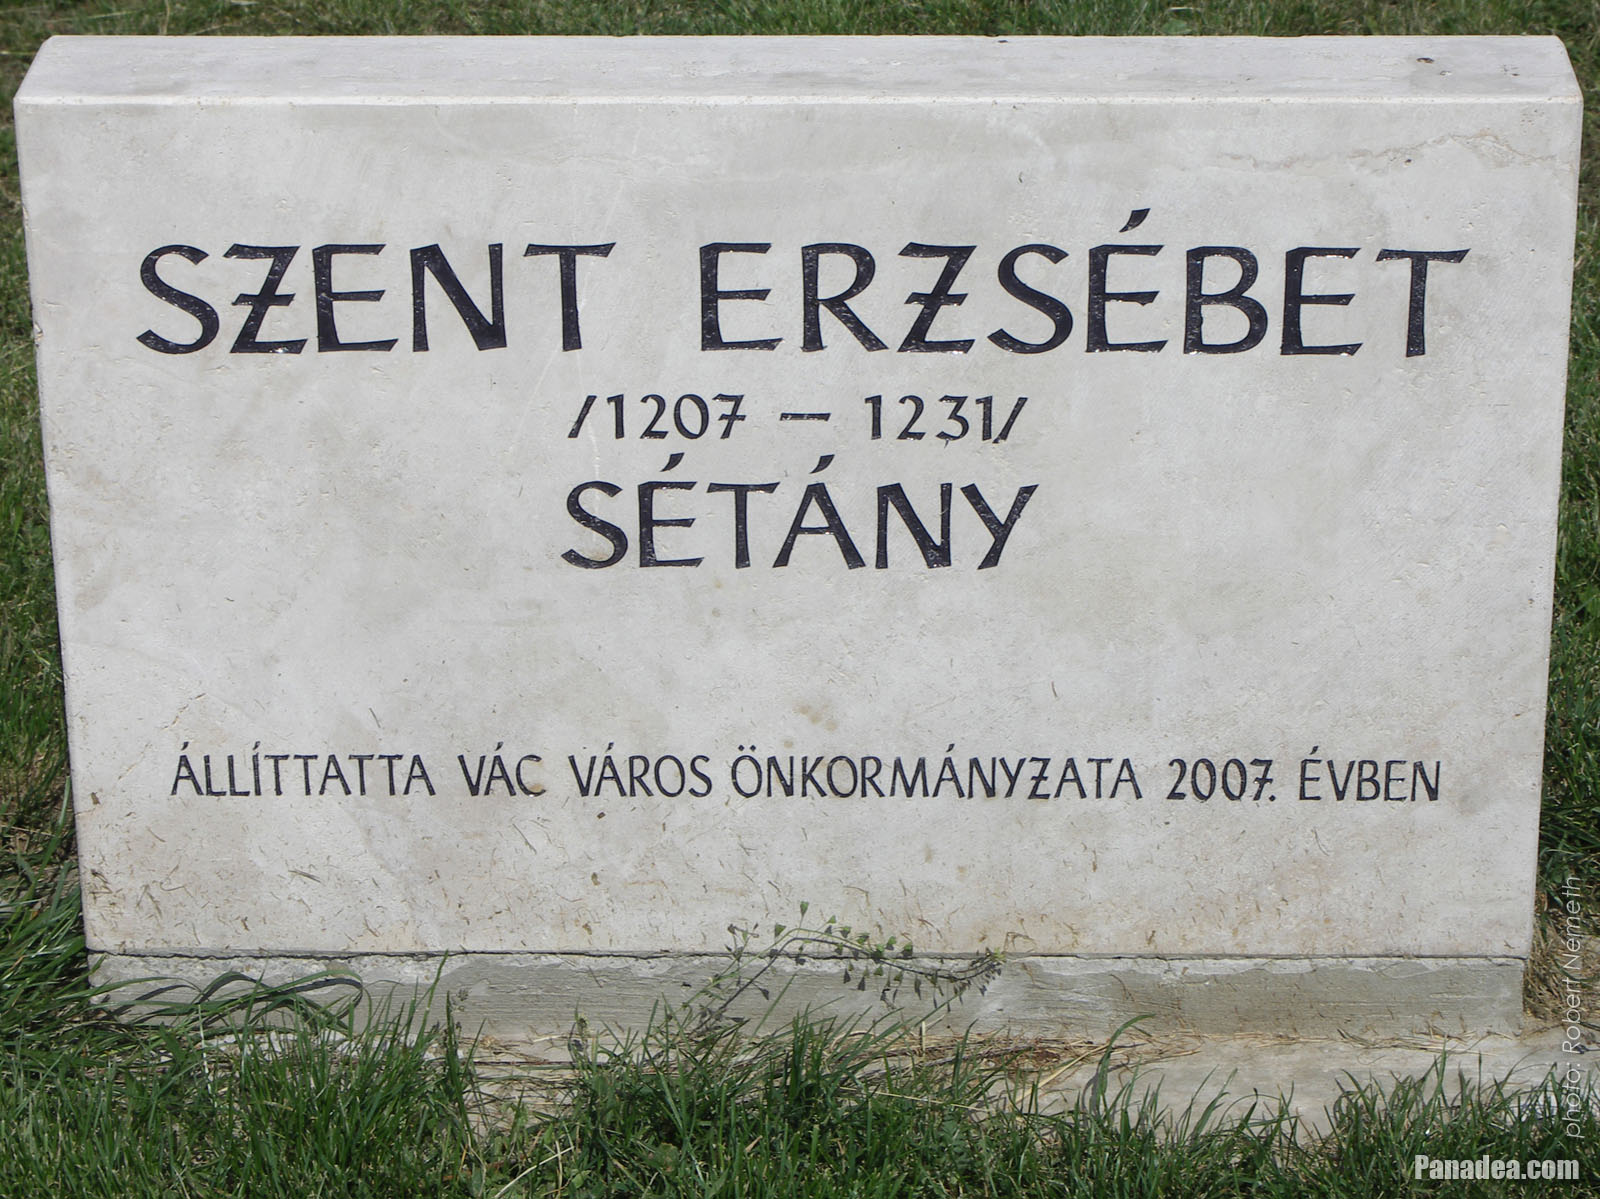 SZENT ERZSÉBET
/1207 – 1231/
SÉTÁNY
ÁLLÍTTATTA VÁC VÁROS ÖNKORMÁNYZATA 2007. ÉVBEN
photo: Robert Nemeth
Panadea.com